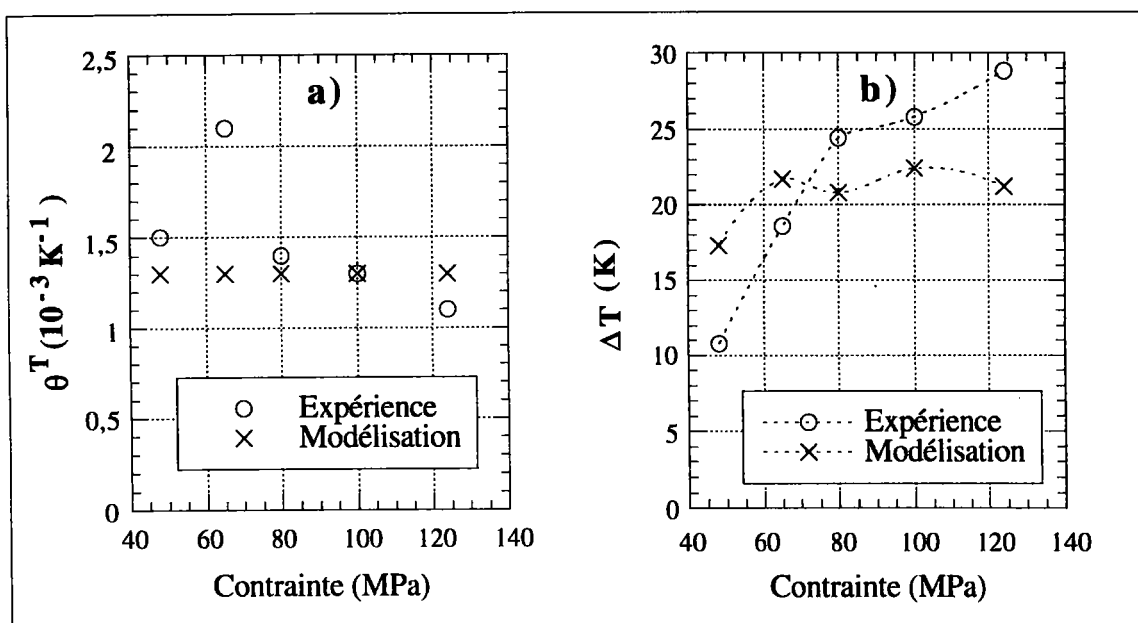 a)
2,5
2
1,5
1
0,5
0
θᵀ (10⁻³ K⁻¹)
Expérience
Modélisation
40 60 80 100 120 140
Contrainte (MPa)
b)
30
25
20
15
10
5
0
ΔT (K)
Expérience
Modélisation
40 60 80 100 120 140
Contrainte (MPa)